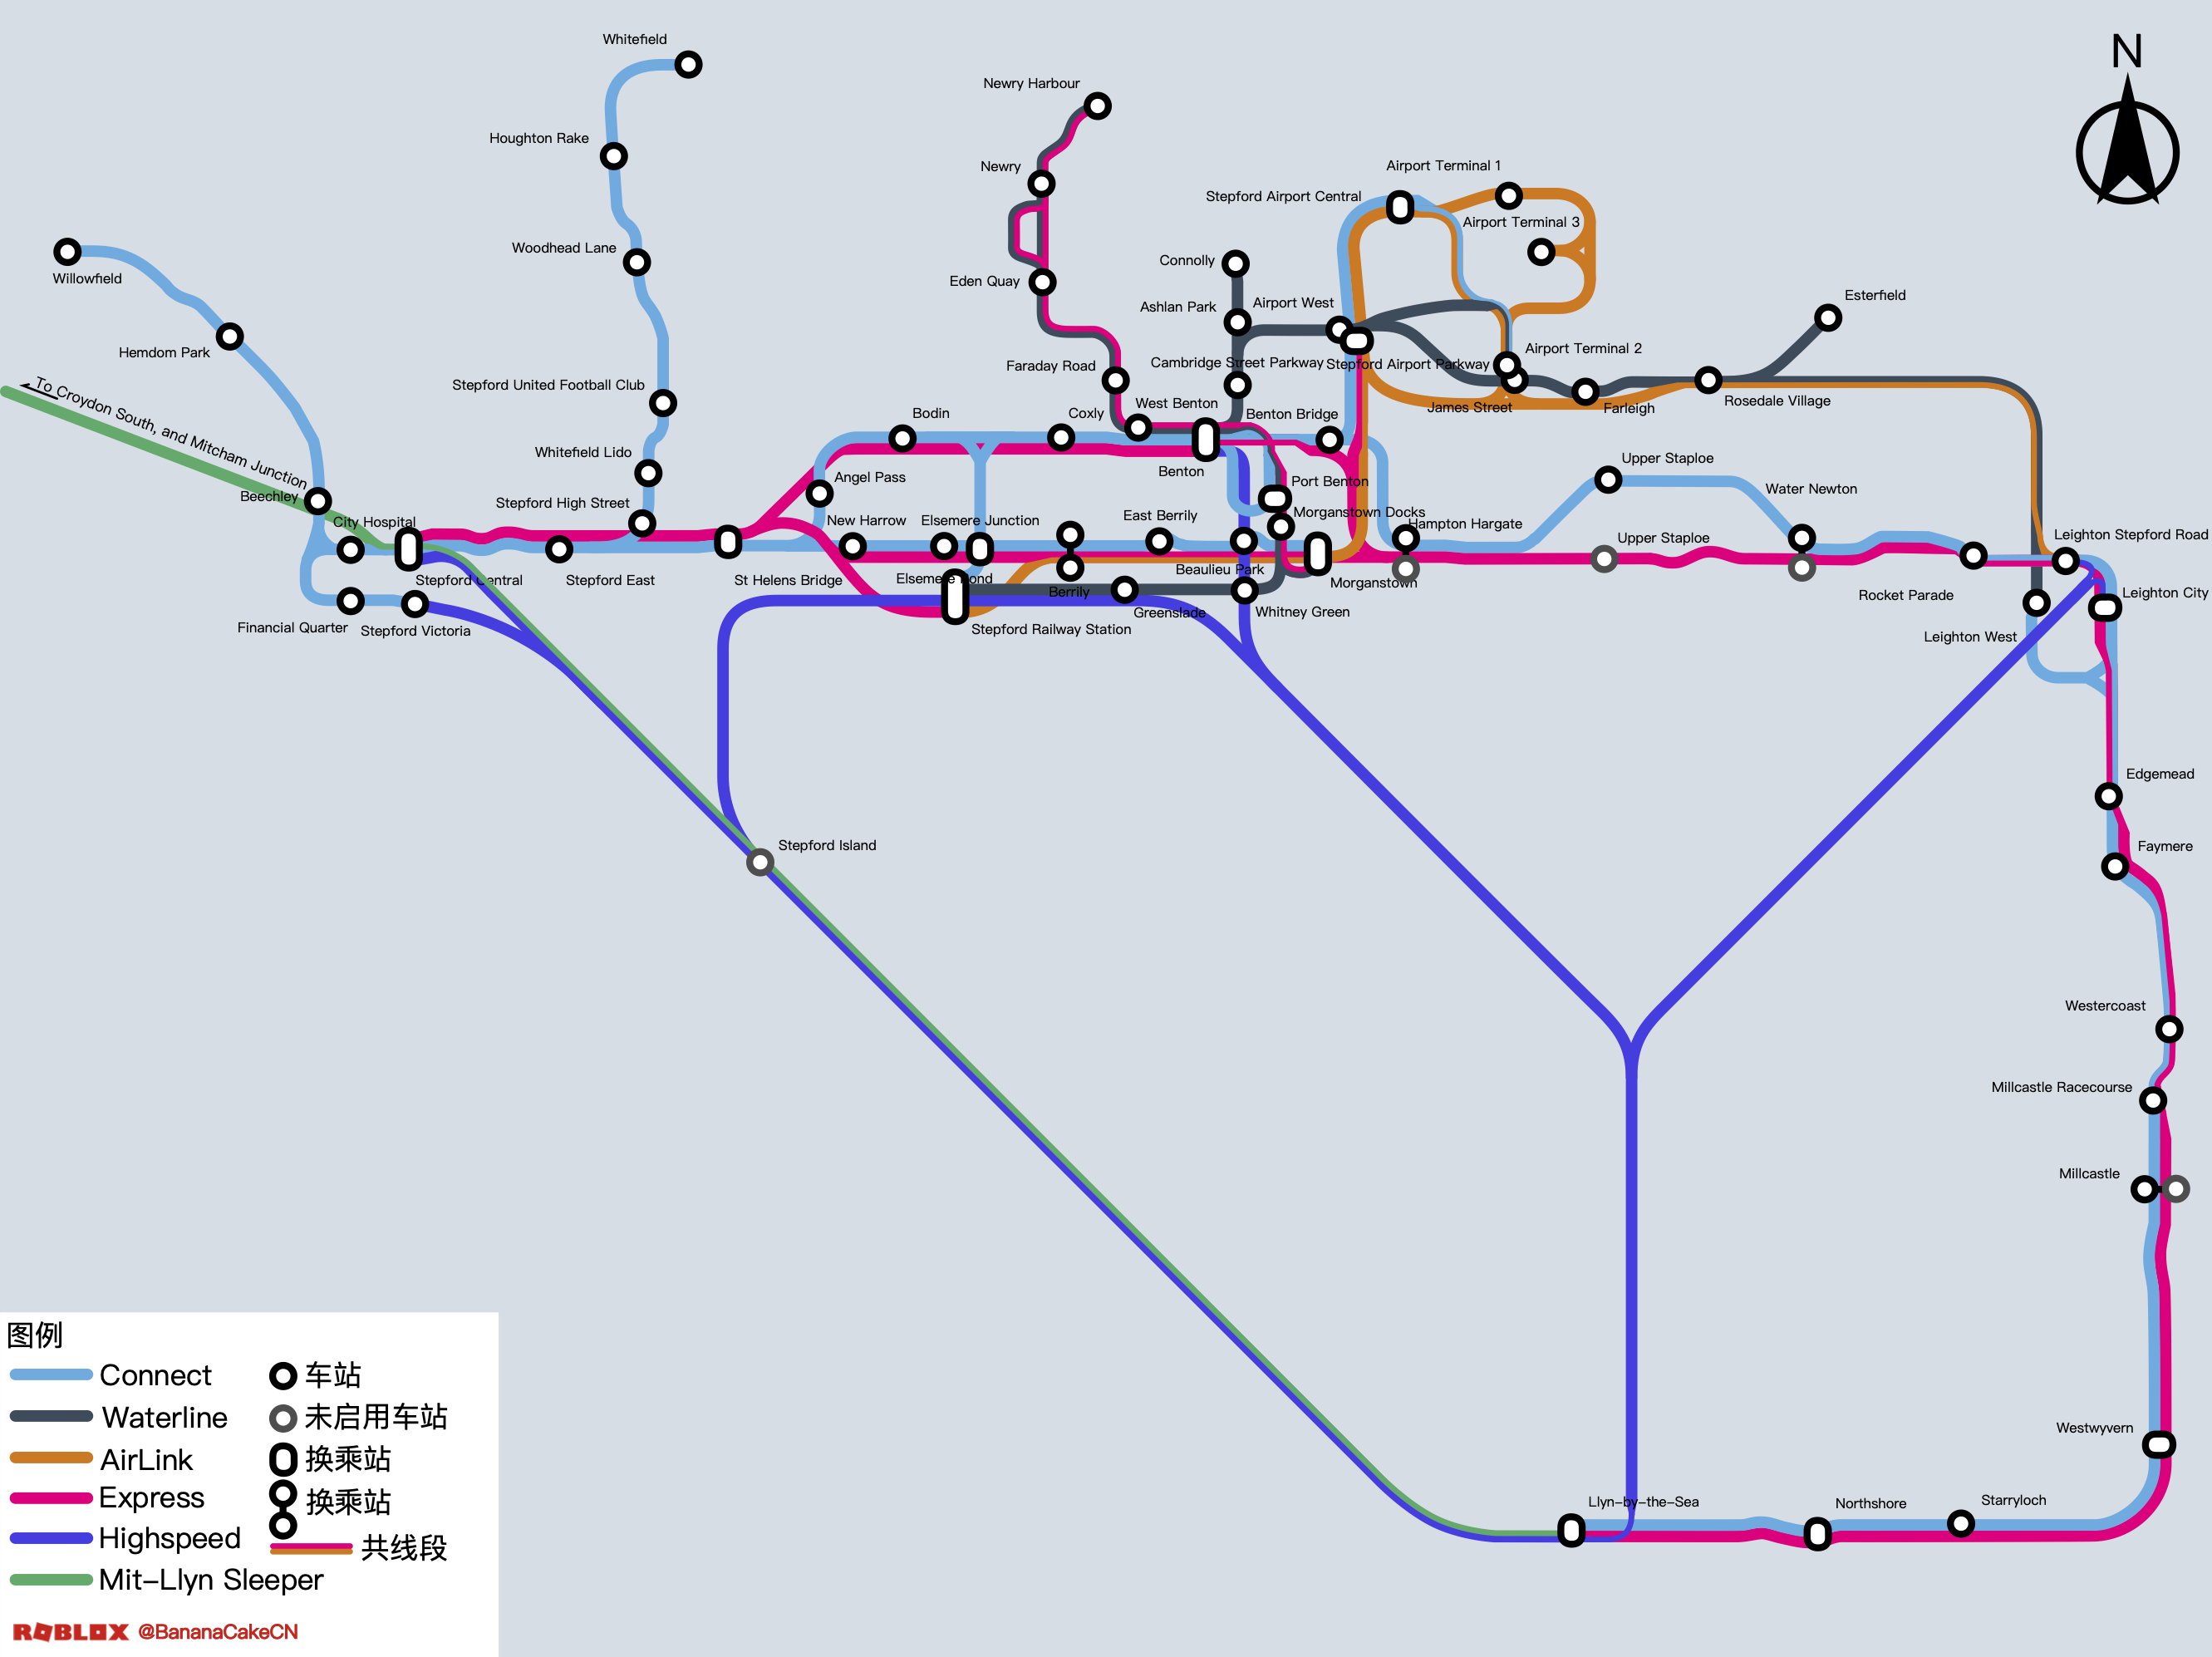 N
Whitefield
Newry Harbour
Houghton Rake
Newry
Airport Terminal 1
Stepford Airport Central
Airport Terminal 3
Woodhead Lane
Connolly
Willowfield
Eden Quay
Ashlan Park
Airport West
Esterfield
Hemdom Park
Faraday Road
Cambridge Street Parkway
Stepford Airport Parkway
Airport Terminal 2
To Croydon South, and Mitcham Junction
Stepford United Football Club
Bodin
Coxly
West Benton
Benton Bridge
James Street
Farleigh
Rosedale Village
Whitefield Lido
Angel Pass
Benton
Port Benton
Upper Staploe
Water Newton
Beechley
Stepford High Street
City Hospital
New Harrow
Elsemere Junction
East Berrily
Morganstown Docks
Hampton Hargate
Upper Staploe
Leighton Stepford Road
Stepford Central
Stepford East
St Helens Bridge
Elsemere Pond
Berrily
Beaulieu Park
Morganstown
Rocket Parade
Leighton City
Financial Quarter
Stepford Victoria
Stepford Railway Station
Greenslade
Whitney Green
Leighton West
Edgemead
Stepford Island
Faymere
Westercoast
Millcastle Racecourse
Millcastle
Westwyvern
Llyn-by-the-Sea
Northshore
Starryloch
图例
Connect
车站
Waterline
未启用车站
AirLink
换乘站
Express
换乘站
Highspeed
共线段
Mit-Llyn Sleeper
ROBLOX @BananaCakeCN